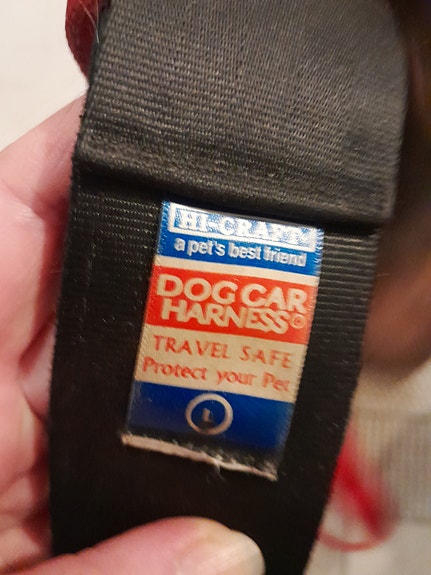 HI-CRAFT
a pet's best friend
DOG CAR
HARNESS©
TRAVEL SAFE
Protect your Pet
L